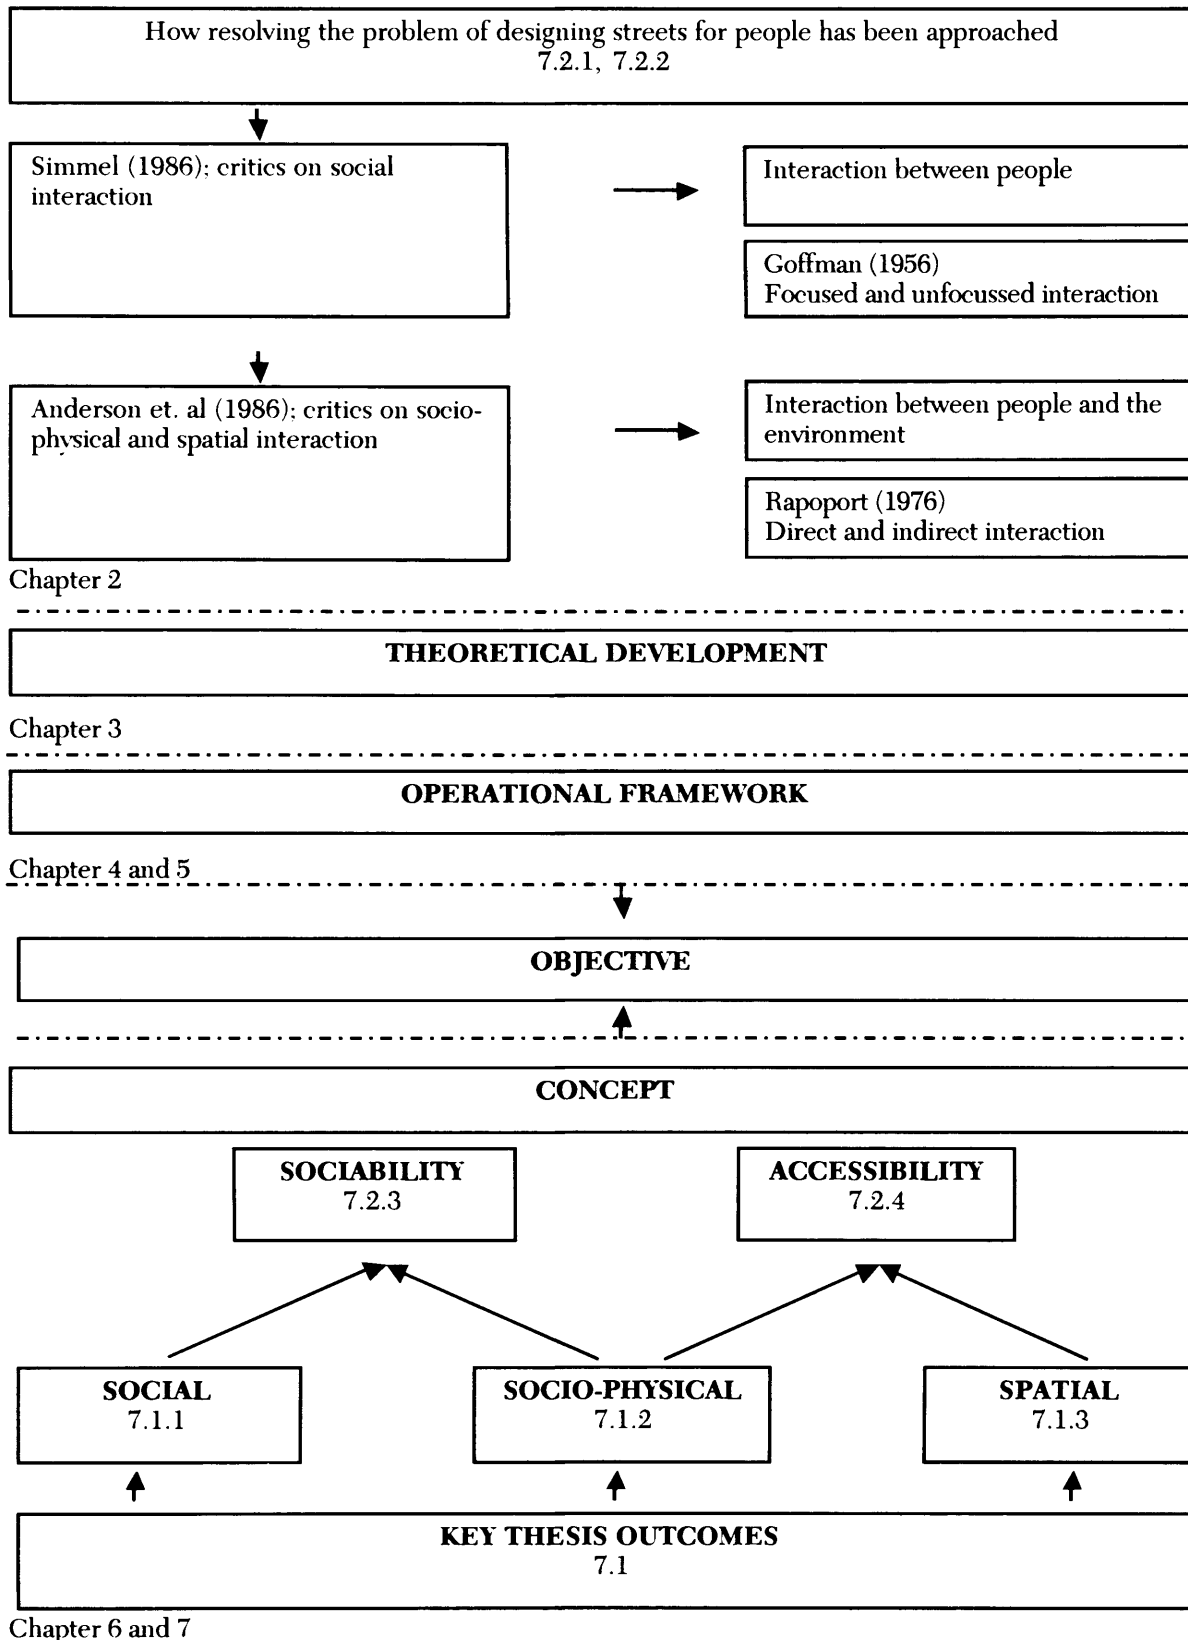 How resolving the problem of designing streets for people has been approached
7.2.1, 7.2.2
Simmel (1986); critics on social
interaction
Interaction between people
Goffman (1956)
Focused and unfocussed interaction
Anderson et. al (1986); critics on socio-
physical and spatial interaction
Interaction between people and the
environment
Rapoport (1976)
Direct and indirect interaction
Chapter 2
THEORETICAL DEVELOPMENT
Chapter 3
OPERATIONAL FRAMEWORK
Chapter 4 and 5
OBJECTIVE
CONCEPT
SOCIABILITY
7.2.3
ACCESSIBILITY
7.2.4
SOCIAL
7.1.1
SOCIO-PHYSICAL
7.1.2
SPATIAL
7.1.3
KEY THESIS OUTCOMES
7.1
Chapter 6 and 7